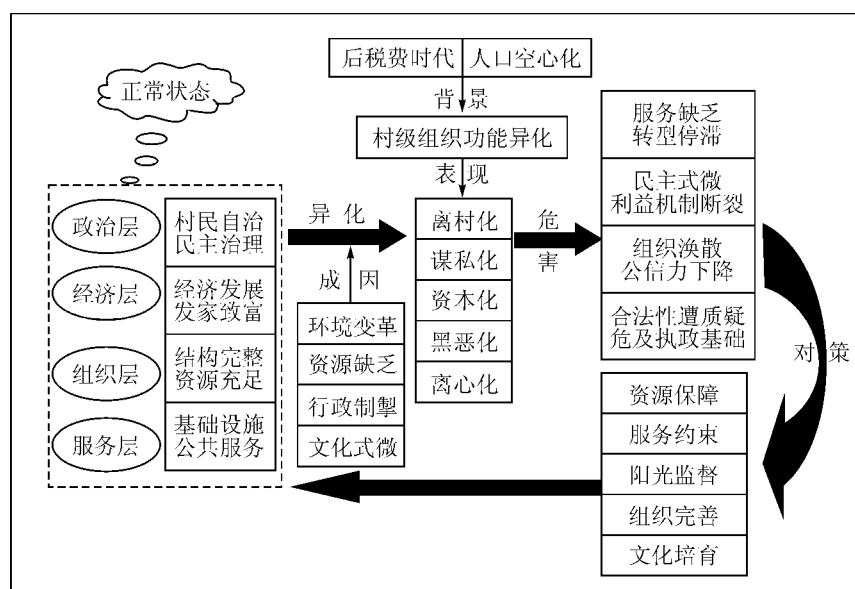 后税费时代 人口空心化
正常状态
背 景
村级组织功能异化
表 现
政治层
经济层
组织层
服务层
村民自治
民主治理
经济发展
发家致富
结构完整
资源充足
基础设施
公共服务
异 化
成 因
环境变革
资源缺乏
行政制掣
文化式微
离村化
谋私化
资本化
黑恶化
离心化
危
害
服务缺乏
转型停滞
民主式微
利益机制断裂
组织涣散
公信力下降
合法性遭质疑
危及执政基础
对 策
资源保障
服务约束
阳光监督
组织完善
文化培育